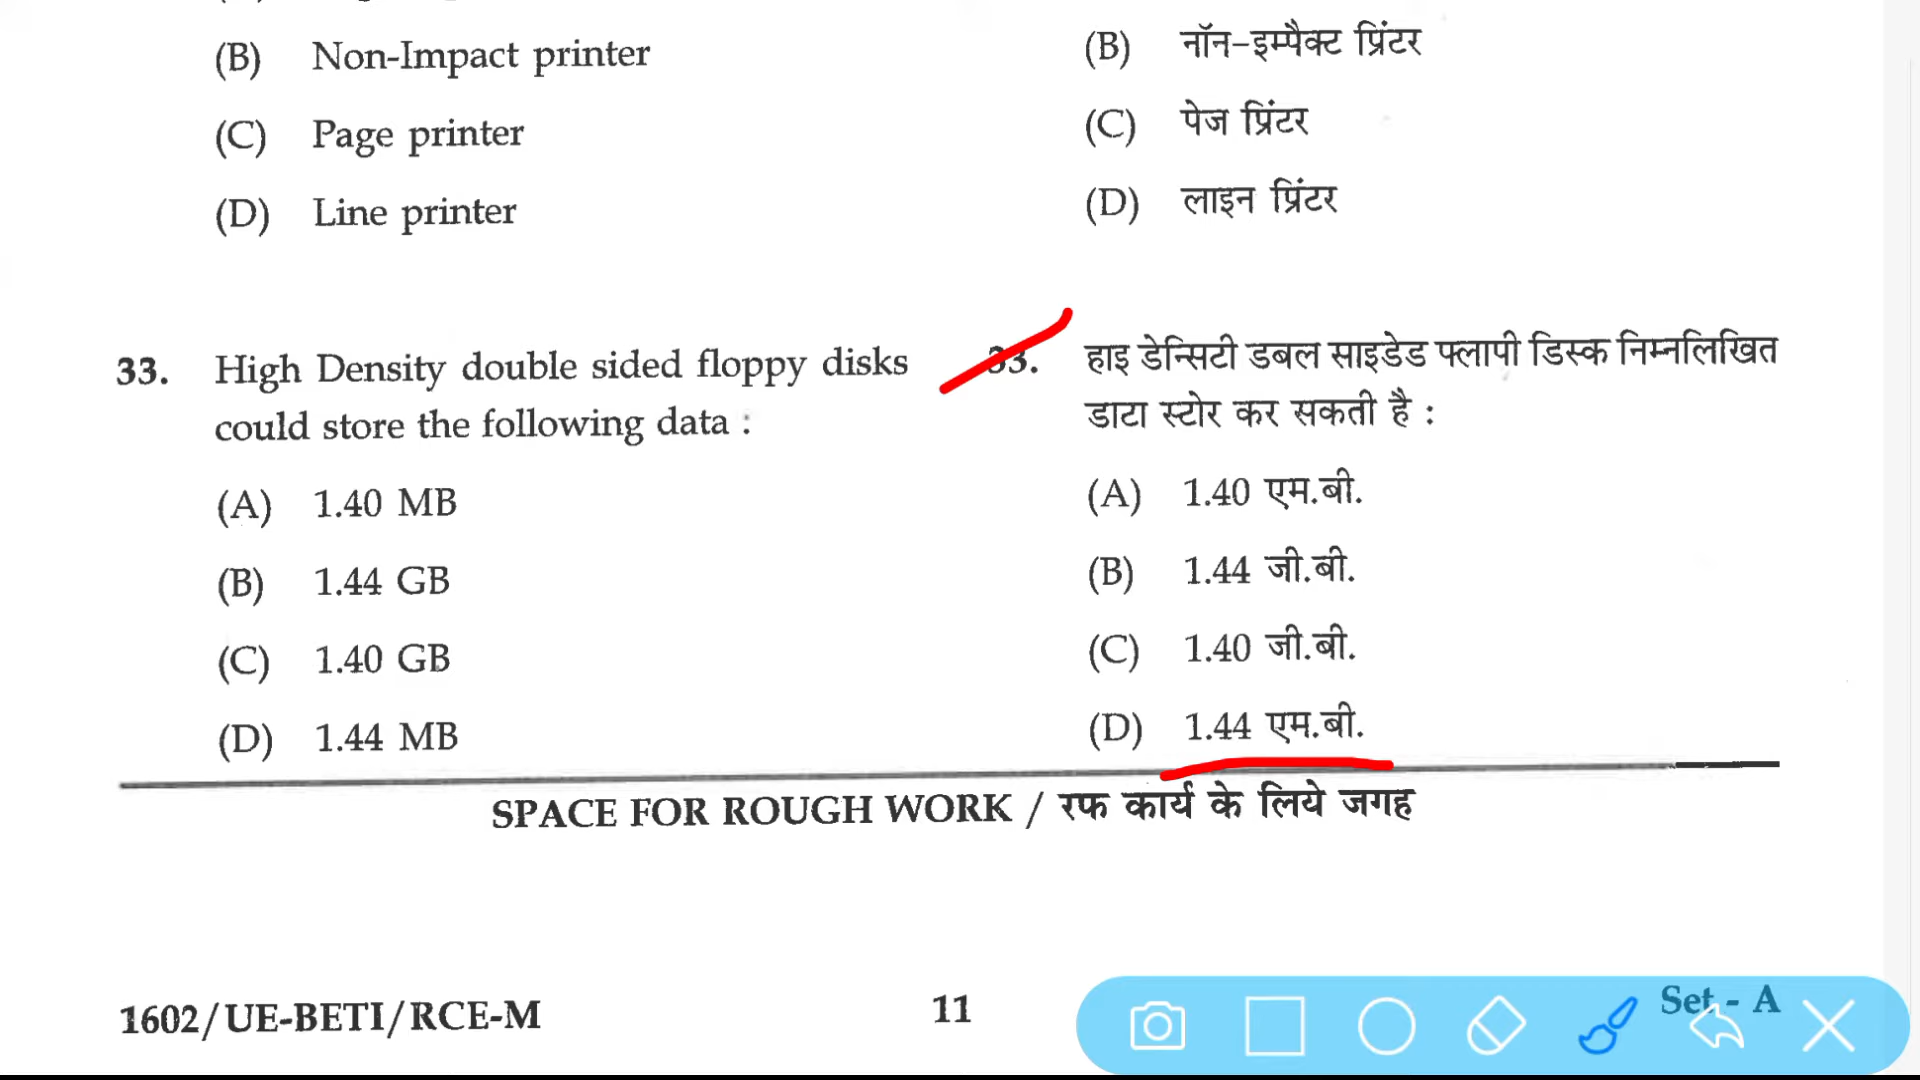 (B) Non-Impact printer
(C) Page printer
(D) Line printer
33. High Density double sided floppy disks
could store the following data :
(A) 1.40 MB
(B) 1.44 GB
(C) 1.40 GB
(D) 1.44 MB
(B) नॉन-इम्पैक्ट प्रिंटर
(C) पेज प्रिंटर
(D) लाइन प्रिंटर
33. हाइ डेन्सिटी डबल साइडेड फ्लापी डिस्क निम्नलिखित
डाटा स्टोर कर सकती है :
(A) 1.40 एम.बी.
(B) 1.44 जी.बी.
(C) 1.40 जी.बी.
(D) 1.44 एम.बी.
SPACE FOR ROUGH WORK / रफ कार्य के लिये जगह
1602/UE-BETI/RCE-M 11 Set - A